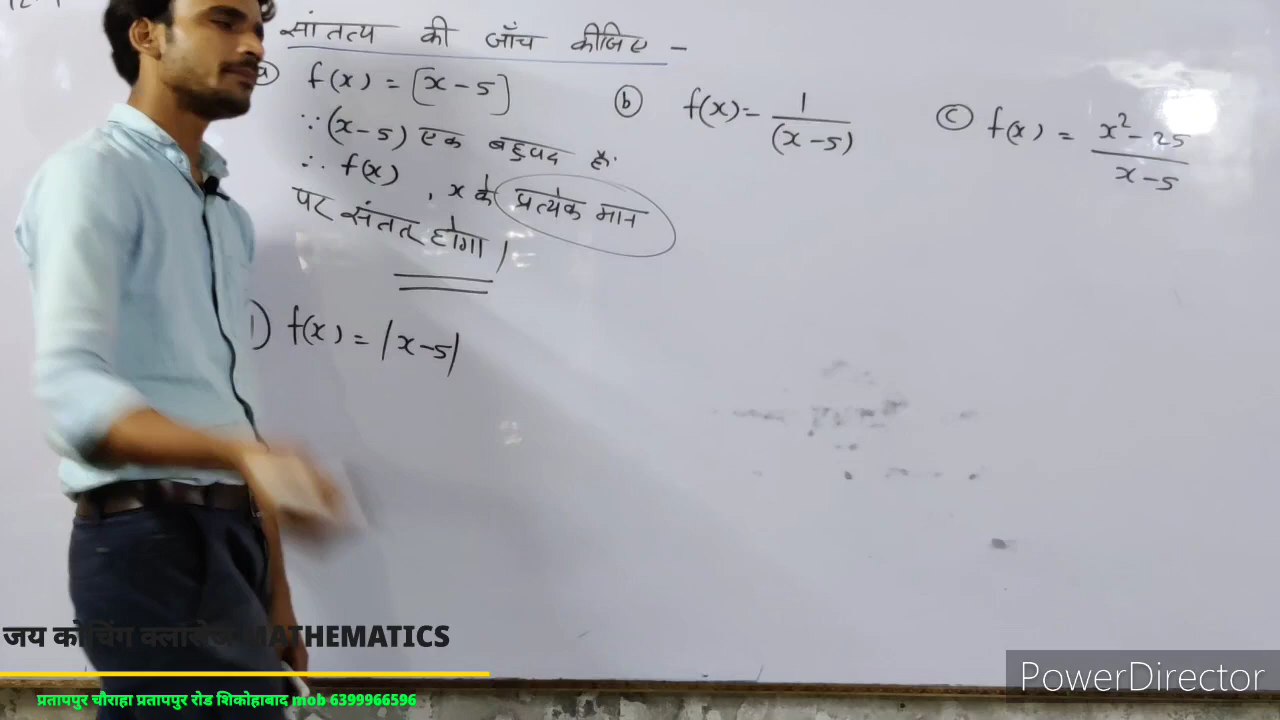 सांतत्य की जाँच कीजिए -
ⓐ f(x) = [x - 5]
∵ (x-5) एक बहुपद है.
∴ f(x) , x के प्रत्येक मान
पर संतत होगा।
f(x) = |x-5|
ⓑ f(x) = 1/(x-5)
ⓒ f(x) = x² - 25 / x - 5
MATHEMATICS
प्रतापपुर चौराहा प्रतापपुर रोड शिकोहाबाद mob 6399966596
PowerDirector